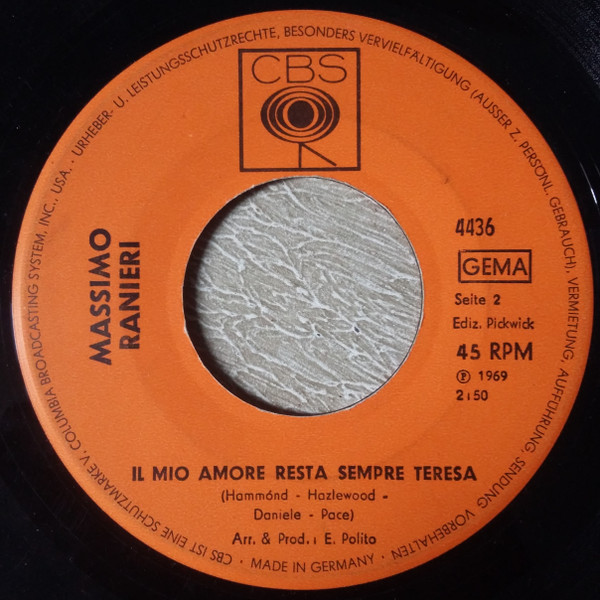 URHEBER- U. LEISTUNGSSCHUTZRECHTE, BESONDERS VERVIELFÄLTIGUNG (AUSSER Z. PERSÖNL. GEBRAUCH), VERMIETUNG, AUFFÜHRUNG, SENDUNG VORBEHALTEN
CBS
MASSIMO
RANIERI
4436
GEMA
Seite 2
Ediz. Pickwick
45 RPM
Ⓟ 1969
2:50
IL MIO AMORE RESTA SEMPRE TERESA
(Hammónd - Hazlewood -
Daniele - Pace)
Arr. & Prod.: E. Polito
CBS IST EINE SCHUTZMARKE V. COLUMBIA BROADCASTING SYSTEM, INC., USA. ·
· MADE IN GERMANY ·